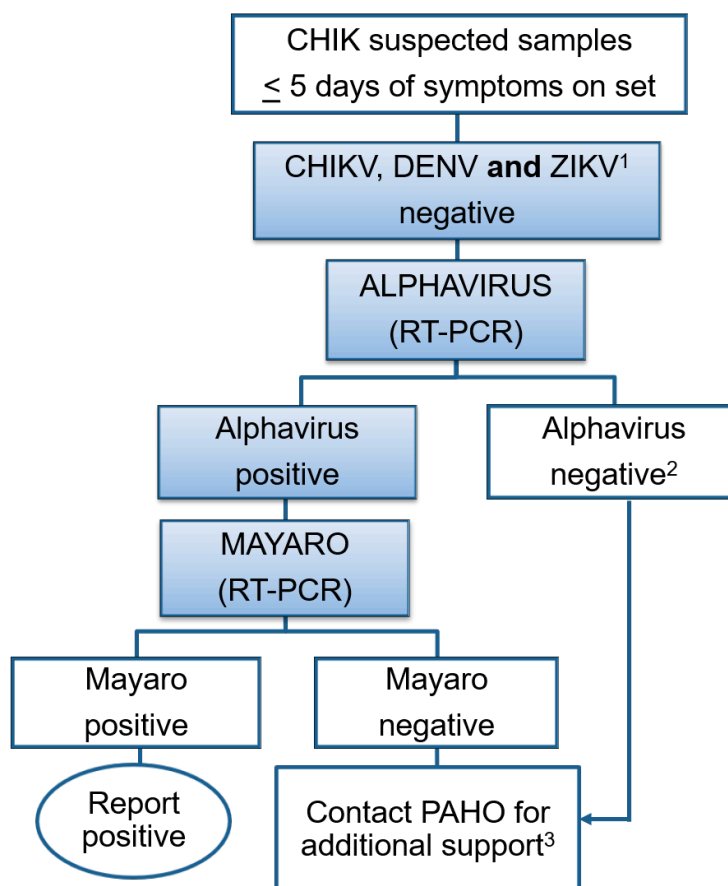 CHIK suspected samples
≤ 5 days of symptoms on set
CHIKV, DENV and ZIKV¹
negative
ALPHAVIRUS
(RT-PCR)
Alphavirus
positive
Alphavirus
negative²
MAYARO
(RT-PCR)
Mayaro
positive
Mayaro
negative
Report
positive
Contact PAHO for
additional support³